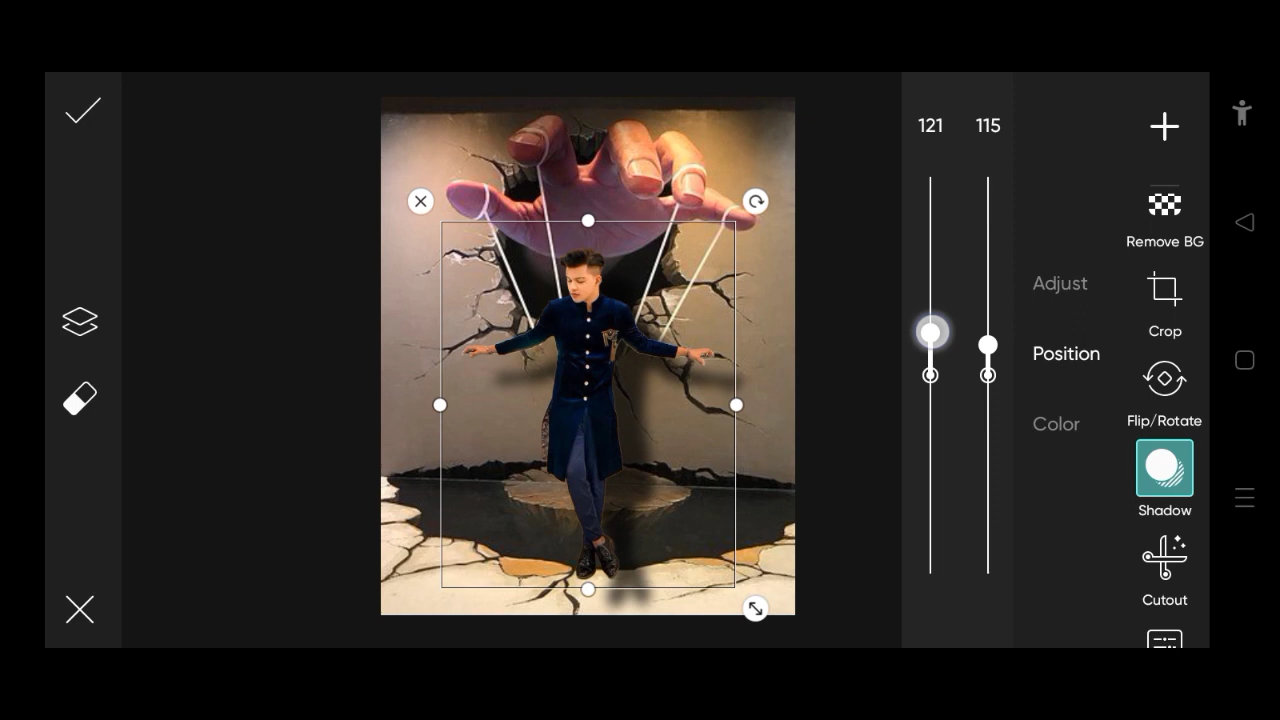 121 115
Remove BG
Adjust
Crop
Position
Flip/Rotate
Color
Shadow
Cutout